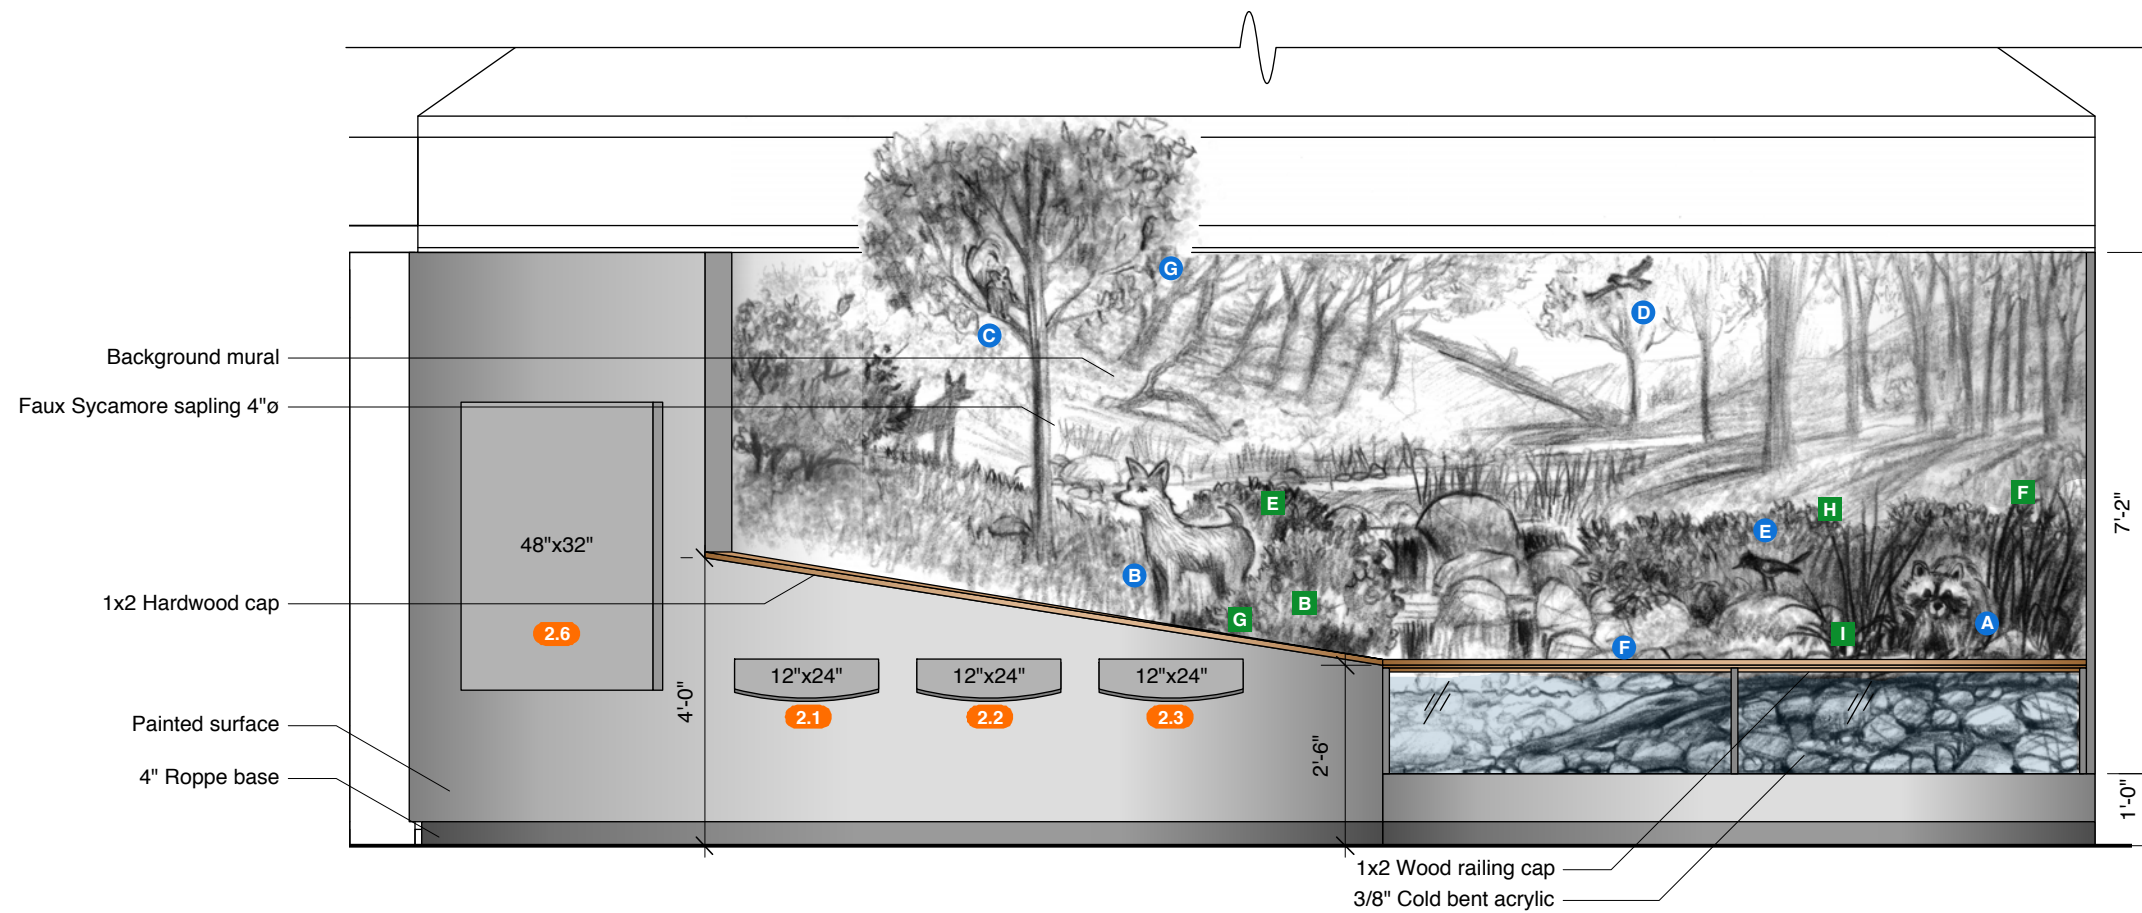 G
D
C
Background mural
Faux Sycamore sapling 4"ø
E
H
F
7'-2"
E
48"x32"
B
1x2 Hardwood cap
B
G
A
I
F
2.6
12"x24"
12"x24"
12"x24"
4'-0"
2.1
2.2
2.3
Painted surface
2'-6"
4" Roppe base
1'-0"
1x2 Wood railing cap
3/8" Cold bent acrylic